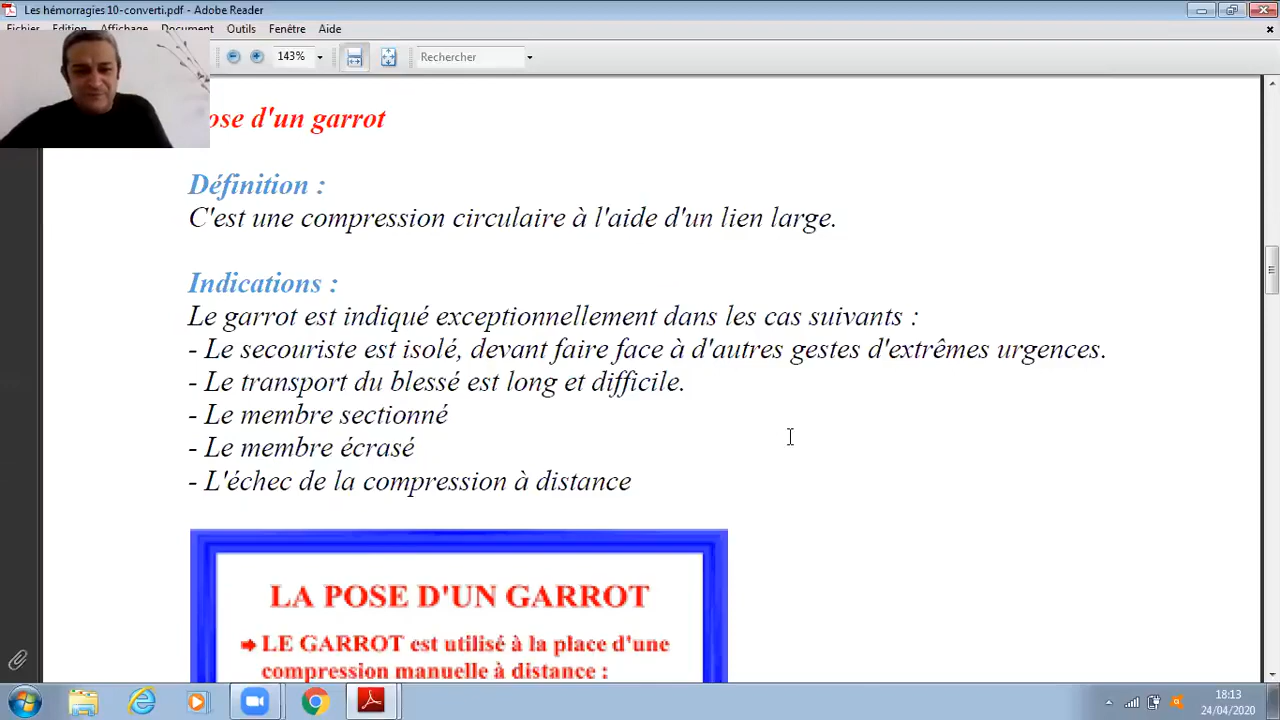 Les hémorragies 10-converti.pdf - Adobe Reader
Fichier Edition Affichage Document Outils Fenêtre Aide
143% Rechercher
ose d'un garrot
Définition :
C'est une compression circulaire à l'aide d'un lien large.
Indications :
Le garrot est indiqué exceptionnellement dans les cas suivants :
- Le secouriste est isolé, devant faire face à d'autres gestes d'extrêmes urgences.
- Le transport du blessé est long et difficile.
- Le membre sectionné
- Le membre écrasé
- L'échec de la compression à distance
LA POSE D'UN GARROT
LE GARROT est utilisé à la place d'une
compression manuelle à distance :
18:13
24/04/2020